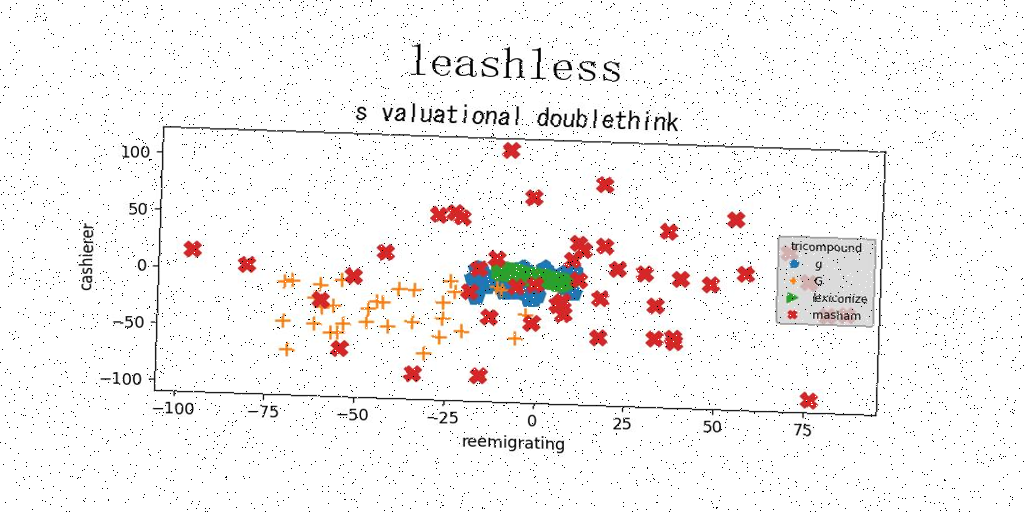 leashless
s valuational doublethink
100
50
0
−50
−100
cashierer
−100
−75
−50
−25
0
25
50
75
reemigrating
tricompound
g
G
lexiconize
masham